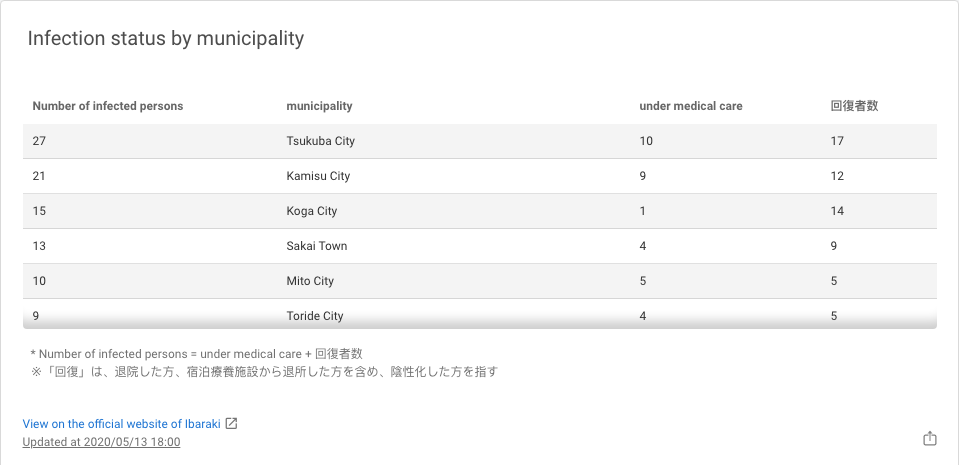 Infection status by municipality
Number of infected persons municipality under medical care 回復者数
27 Tsukuba City 10 17
21 Kamisu City 9 12
15 Koga City 1 14
13 Sakai Town 4 9
10 Mito City 5 5
9 Toride City 4 5
* Number of infected persons = under medical care + 回復者数
※「回復」は、退院した方、宿泊療養施設から退所した方を含め、陰性化した方を指す
View on the official website of Ibaraki
Updated at 2020/05/13 18:00